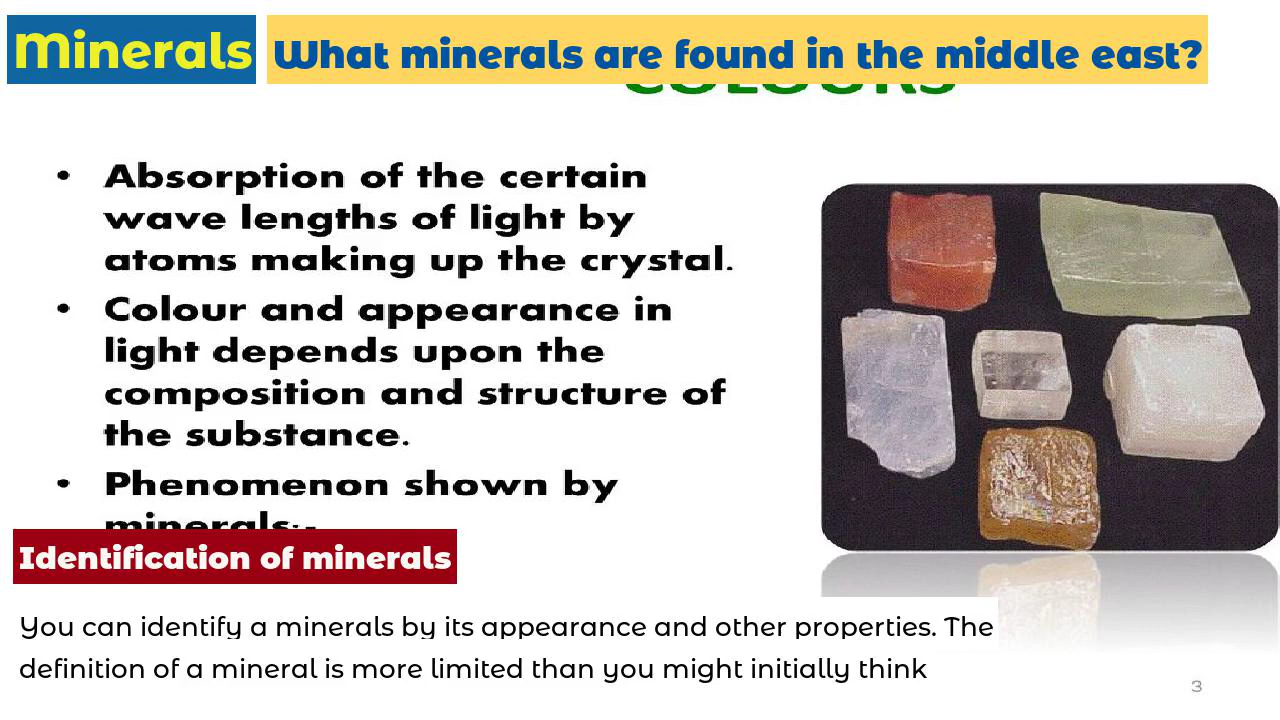 Minerals What minerals are found in the middle east?
COLOURS
• Absorption of the certain
wave lengths of light by
atoms making up the crystal.
• Colour and appearance in
light depends upon the
composition and structure of
the substance.
• Phenomenon shown by
minerals:-
Identification of minerals
You can identify a minerals by its appearance and other properties. The
definition of a mineral is more limited than you might initially think
3